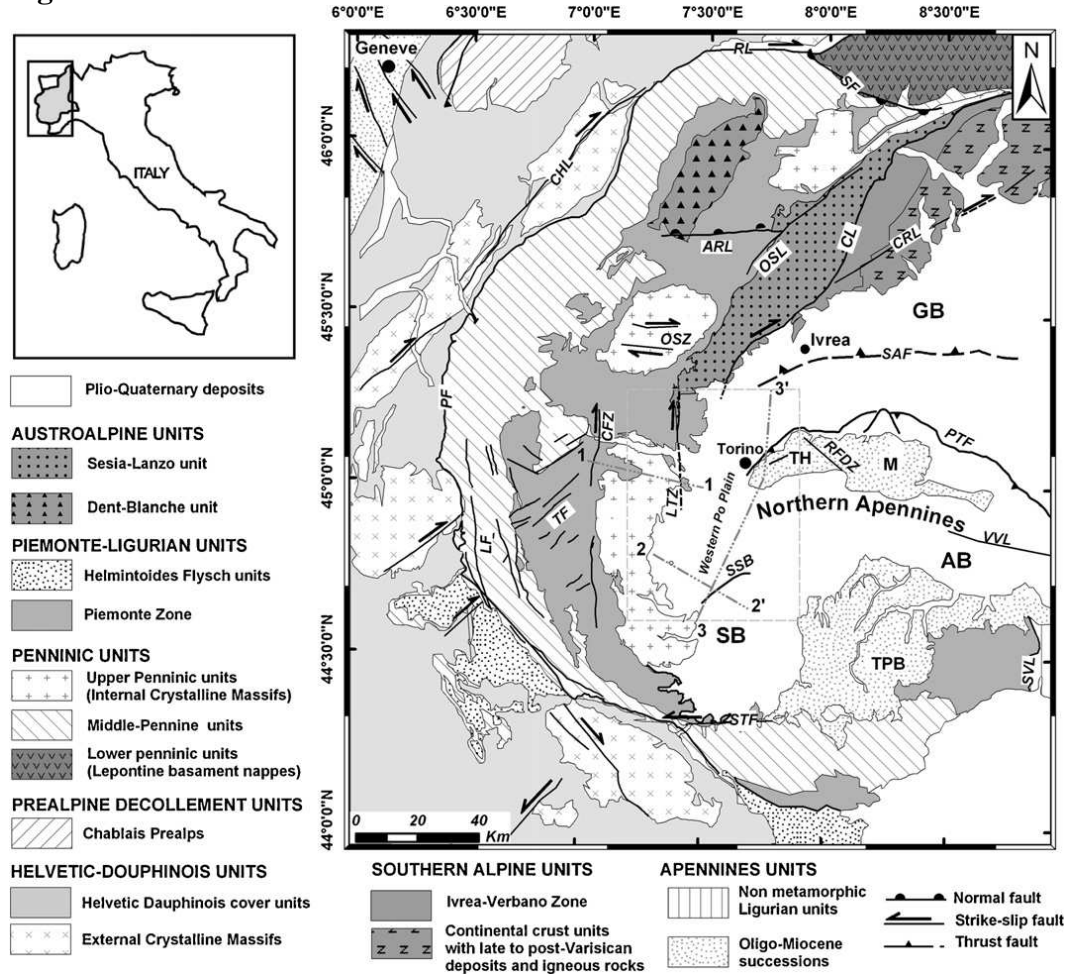 6°0'0"E 6°30'0"E 7°0'0"E 7°30'0"E 8°0'0"E 8°30'0"E
Geneve
RL
N
SF
46°0'0"N
ITALY
CHL
ARL
OSL
CL
CRL
45°30'0"N
GB
OSZ
Ivrea
SAF
PF
3'
CFZ
PTF
Torino
TH
RFDZ
M
1
1
45°0'0"N
LTZ
Western Po Plain
Northern Apennines
TF
LF
VVL
2
SSB
AB
2'
3
SB
44°30'0"N
TPB
SVL
STF
44°0'0"N
0 20 40
Km
Plio-Quaternary deposits
AUSTROALPINE UNITS
Sesia-Lanzo unit
Dent-Blanche unit
PIEMONTE-LIGURIAN UNITS
Helmintoides Flysch units
Piemonte Zone
PENNINIC UNITS
Upper Penninic units
(Internal Crystalline Massifs)
Middle-Pennine units
Lower penninic units
(Lepontine basament nappes)
PREALPINE DECOLLEMENT UNITS
Chablais Prealps
HELVETIC-DOUPHINOIS UNITS
Helvetic Dauphinois cover units
External Crystalline Massifs
SOUTHERN ALPINE UNITS
Ivrea-Verbano Zone
Continental crust units
with late to post-Varisican
deposits and igneous rocks
APENNINES UNITS
Non metamorphic
Ligurian units
Oligo-Miocene
successions
Normal fault
Strike-slip fault
Thrust fault